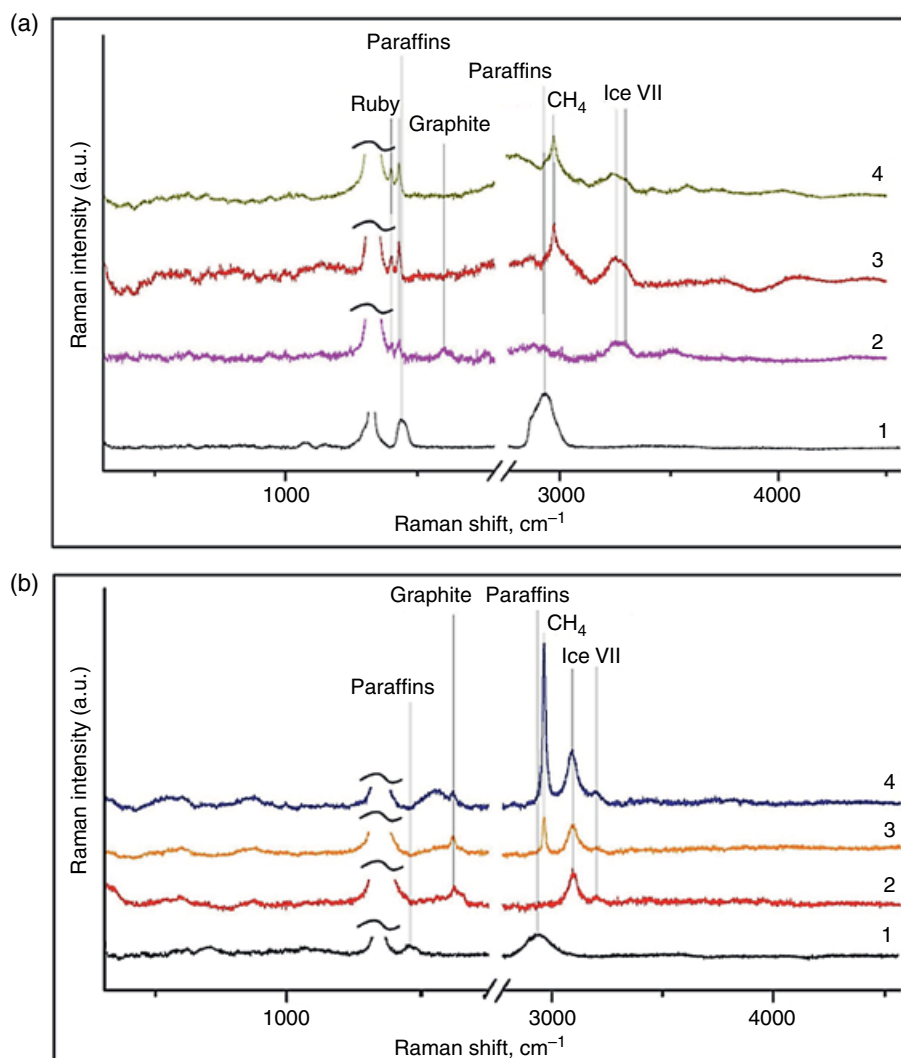 (a)
Paraffins
Paraffins
Ruby
CH₄
Ice VII
Graphite
Raman intensity (a.u.)
4
3
2
1
1000
3000
4000
Raman shift, cm⁻¹
(b)
Graphite
Paraffins
CH₄
Ice VII
Paraffins
Raman intensity (a.u.)
4
3
2
1
1000
3000
4000
Raman shift, cm⁻¹